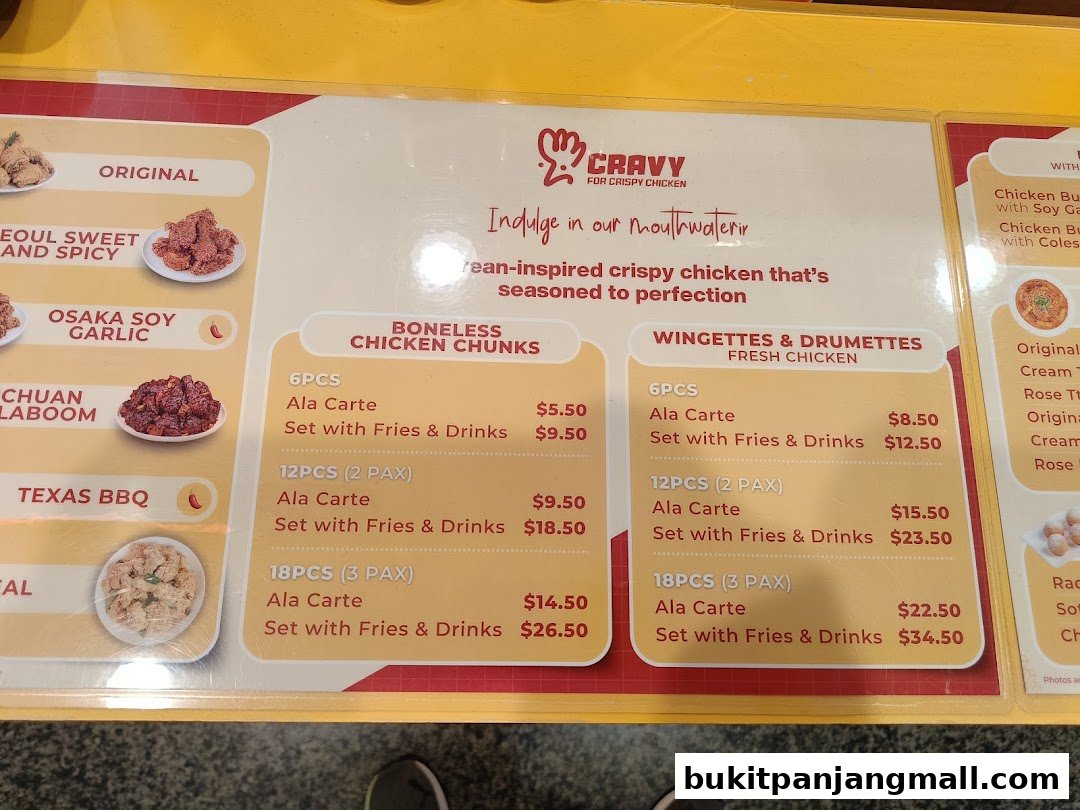 ORIGINAL
EOUL SWEET
AND SPICY
OSAKA SOY
GARLIC
CHUAN
LABOOM
TEXAS BBQ
AL
CRAVY
FOR CRISPY CHICKEN
Indulge in our mouthwaterin
rean-inspired crispy chicken that's
seasoned to perfection
BONELESS
CHICKEN CHUNKS
6PCS
Ala Carte $5.50
Set with Fries & Drinks $9.50
12PCS (2 PAX)
Ala Carte $9.50
Set with Fries & Drinks $18.50
18PCS (3 PAX)
Ala Carte $14.50
Set with Fries & Drinks $26.50
WINGETTES & DRUMETTES
FRESH CHICKEN
6PCS
Ala Carte $8.50
Set with Fries & Drinks $12.50
12PCS (2 PAX)
Ala Carte $15.50
Set with Fries & Drinks $23.50
18PCS (3 PAX)
Ala Carte $22.50
Set with Fries & Drinks $34.50
WITH
Chicken Bu
with Soy Ga
Chicken Bu
with Coles
Original
Cream T
Rose Tt
Origina
Cream
Rose
Rac
Sof
Ch
Photos a
bukitpanjangmall.com